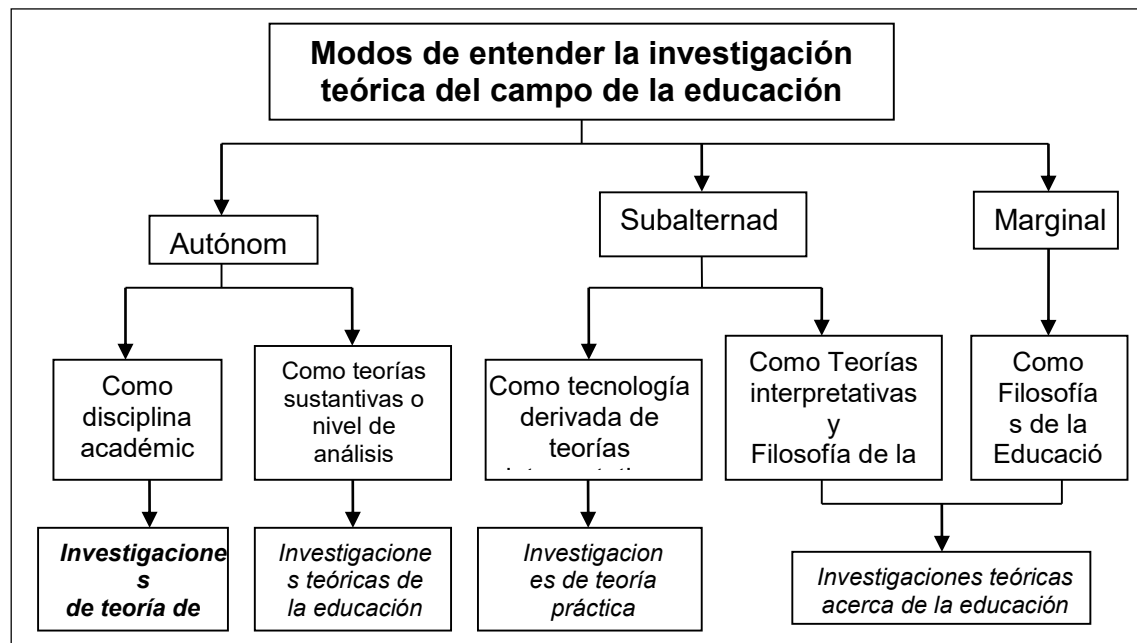 Modos de entender la investigación
teórica del campo de la educación
Autónom
Subalternad
Marginal
Como
disciplina
académic
Como teorías
sustantivas o
nivel de
análisis
Como tecnología
derivada de
teorías
Como Teorías
interpretativas
y
Filosofía de la
Como
Filosofía
s de la
Educació
Investigacione
s
de teoría de
Investigacione
s teóricas de
la educación
Investigacion
es de teoría
práctica
Investigaciones teóricas
acerca de la educación